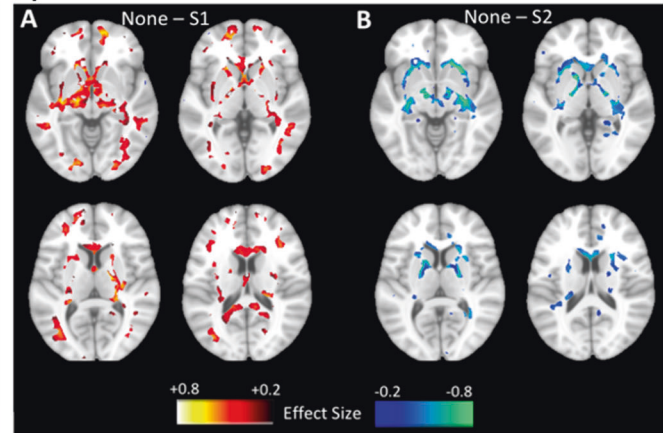 A None – S1 B None – S2
+0.8 +0.2 Effect Size -0.2 -0.8